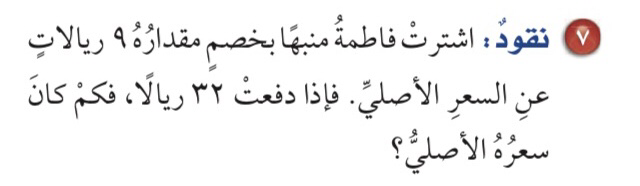 ٧ نقودٌ: اشترتْ فاطمةُ منبهًا بخصمٍ مقدارُهُ ٩ ريالاتٍ
عنِ السعرِ الأصليِّ. فإذا دفعتْ ٣٢ ريالًا، فكمْ كانَ
سعرُهُ الأصليُّ؟